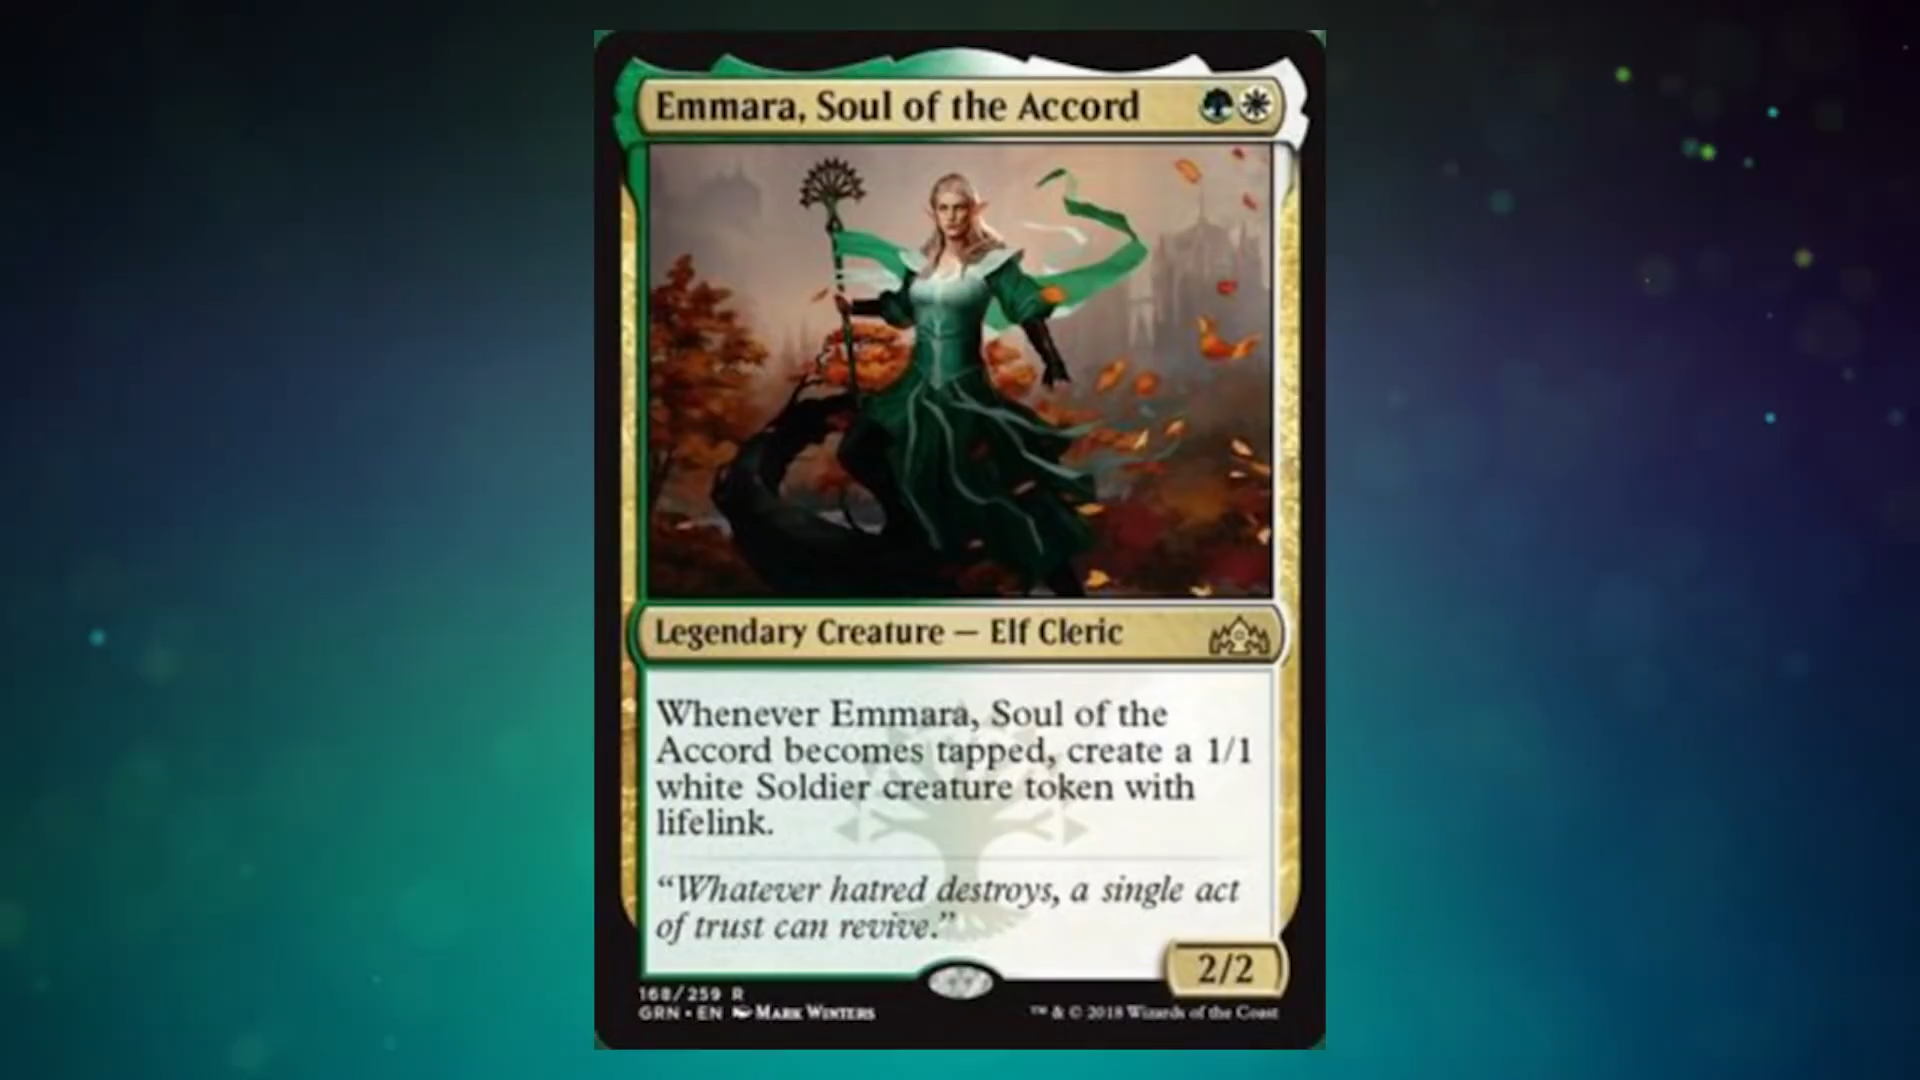 Emmara, Soul of the Accord
Legendary Creature — Elf Cleric
Whenever Emmara, Soul of the
Accord becomes tapped, create a 1/1
white Soldier creature token with
lifelink.
“Whatever hatred destroys, a single act
of trust can revive.”
2/2
168/259 R
GRN • EN Mark Winters
™ & © 2018 Wizards of the Coast